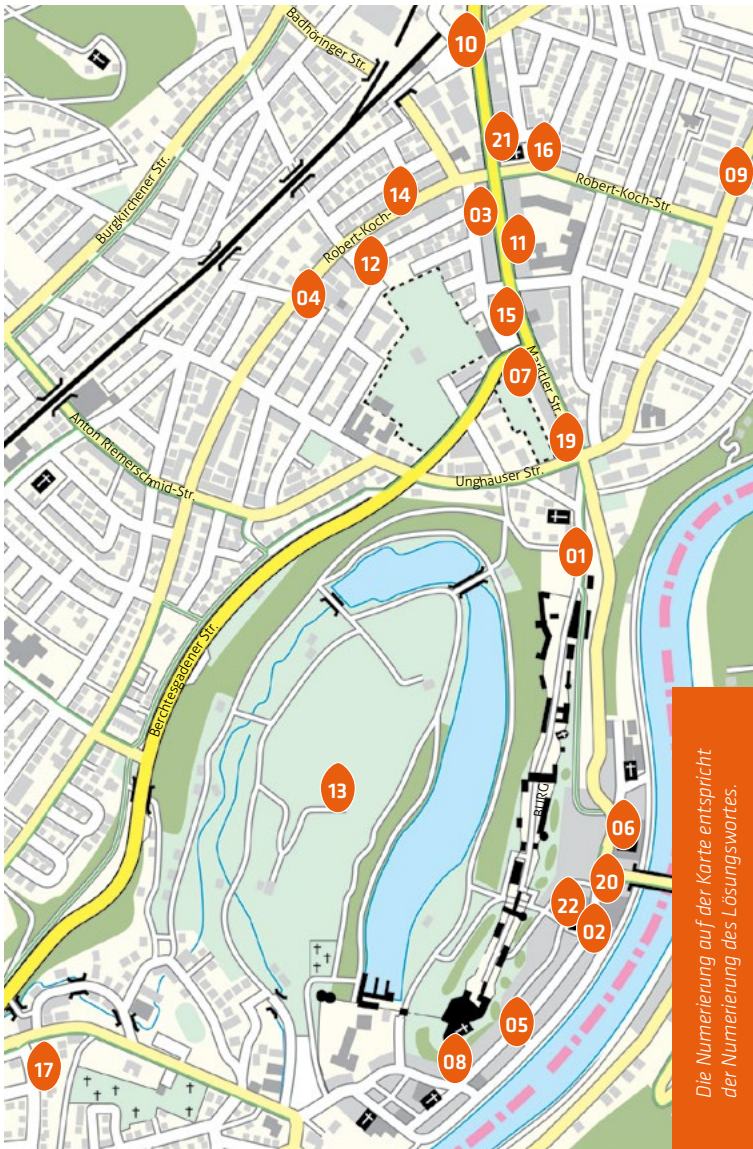 10
Badhöringer Str.
21
16
09
Burgkirchener Str.
14
Robert-Koch-Str.
03
Robert-Koch-
11
12
04
15
Marktler Str.
07
19
Anton Riemerschmid-Str.
Unghauser Str.
01
Berchtesgadener Str.
13
BURG
06
20
22
02
05
08
17
Die Numerierung auf der Karte entspricht
der Numerierung des Lösungswortes.